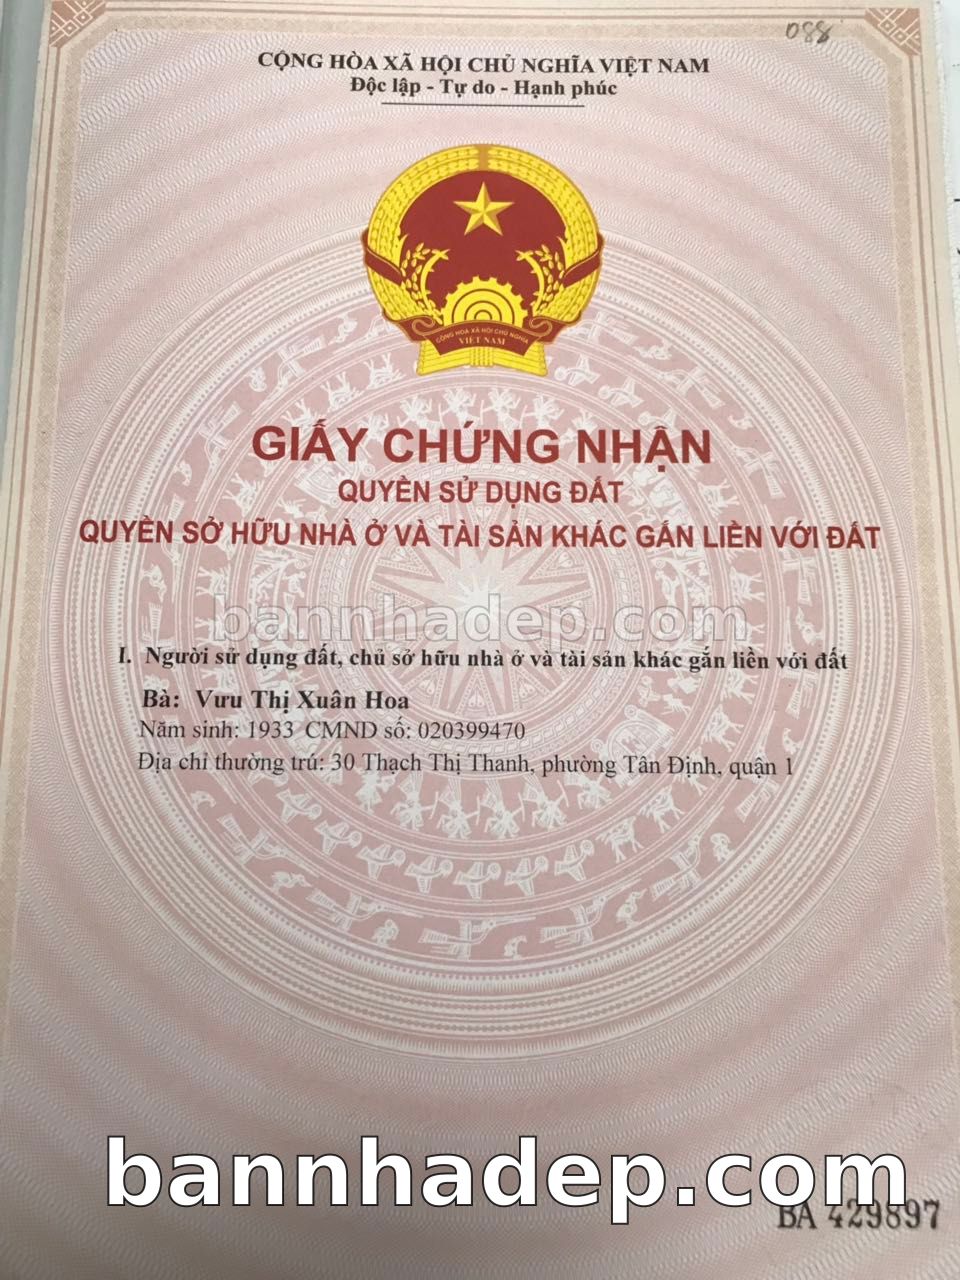 088
CỘNG HÒA XÃ HỘI CHỦ NGHĨA VIỆT NAM
Độc lập - Tự do - Hạnh phúc
CỘNG HÒA XÃ HỘI CHỦ NGHĨA
VIỆT NAM
GIẤY CHỨNG NHẬN
QUYỀN SỬ DỤNG ĐẤT
QUYỀN SỞ HỮU NHÀ Ở VÀ TÀI SẢN KHÁC GẮN LIỀN VỚI ĐẤT
bannhadep.com
I. Người sử dụng đất, chủ sở hữu nhà ở và tài sản khác gắn liền với đất
Bà: Vưu Thị Xuân Hoa
Năm sinh: 1933 CMND số: 020399470
Địa chỉ thường trú: 30 Thạch Thị Thanh, phường Tân Định, quận 1
bannhadep.com
BA 429897